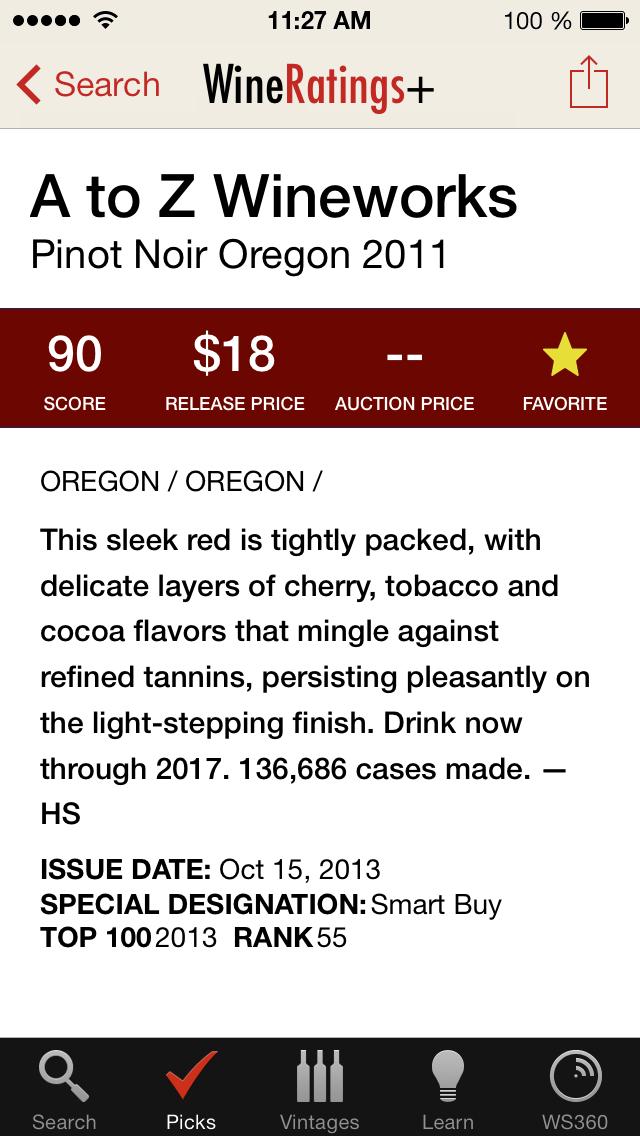 11:27 AM 100 %
Search WineRatings+
A to Z Wineworks
Pinot Noir Oregon 2011
90 $18 --
SCORE RELEASE PRICE AUCTION PRICE FAVORITE
OREGON / OREGON /
This sleek red is tightly packed, with
delicate layers of cherry, tobacco and
cocoa flavors that mingle against
refined tannins, persisting pleasantly on
the light-stepping finish. Drink now
through 2017. 136,686 cases made. —
HS
ISSUE DATE: Oct 15, 2013
SPECIAL DESIGNATION: Smart Buy
TOP 100 2013 RANK 55
Search Picks Vintages Learn WS360